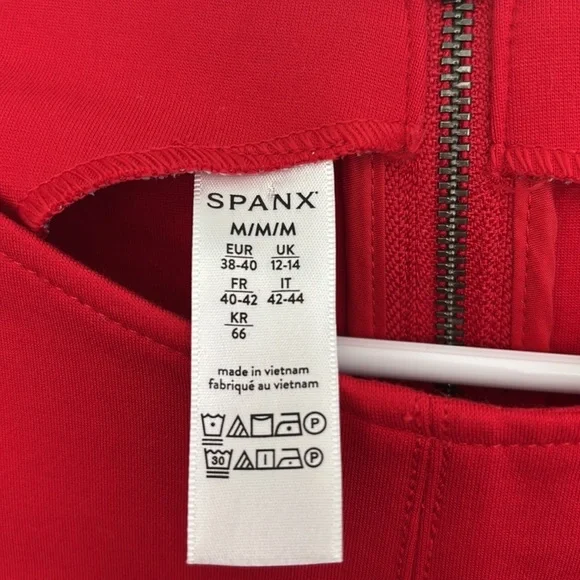 SPANX
M/M/M
EUR UK
38-40 12-14
FR IT
40-42 42-44
KR
66
made in vietnam
fabriqué au vietnam
P
30 P